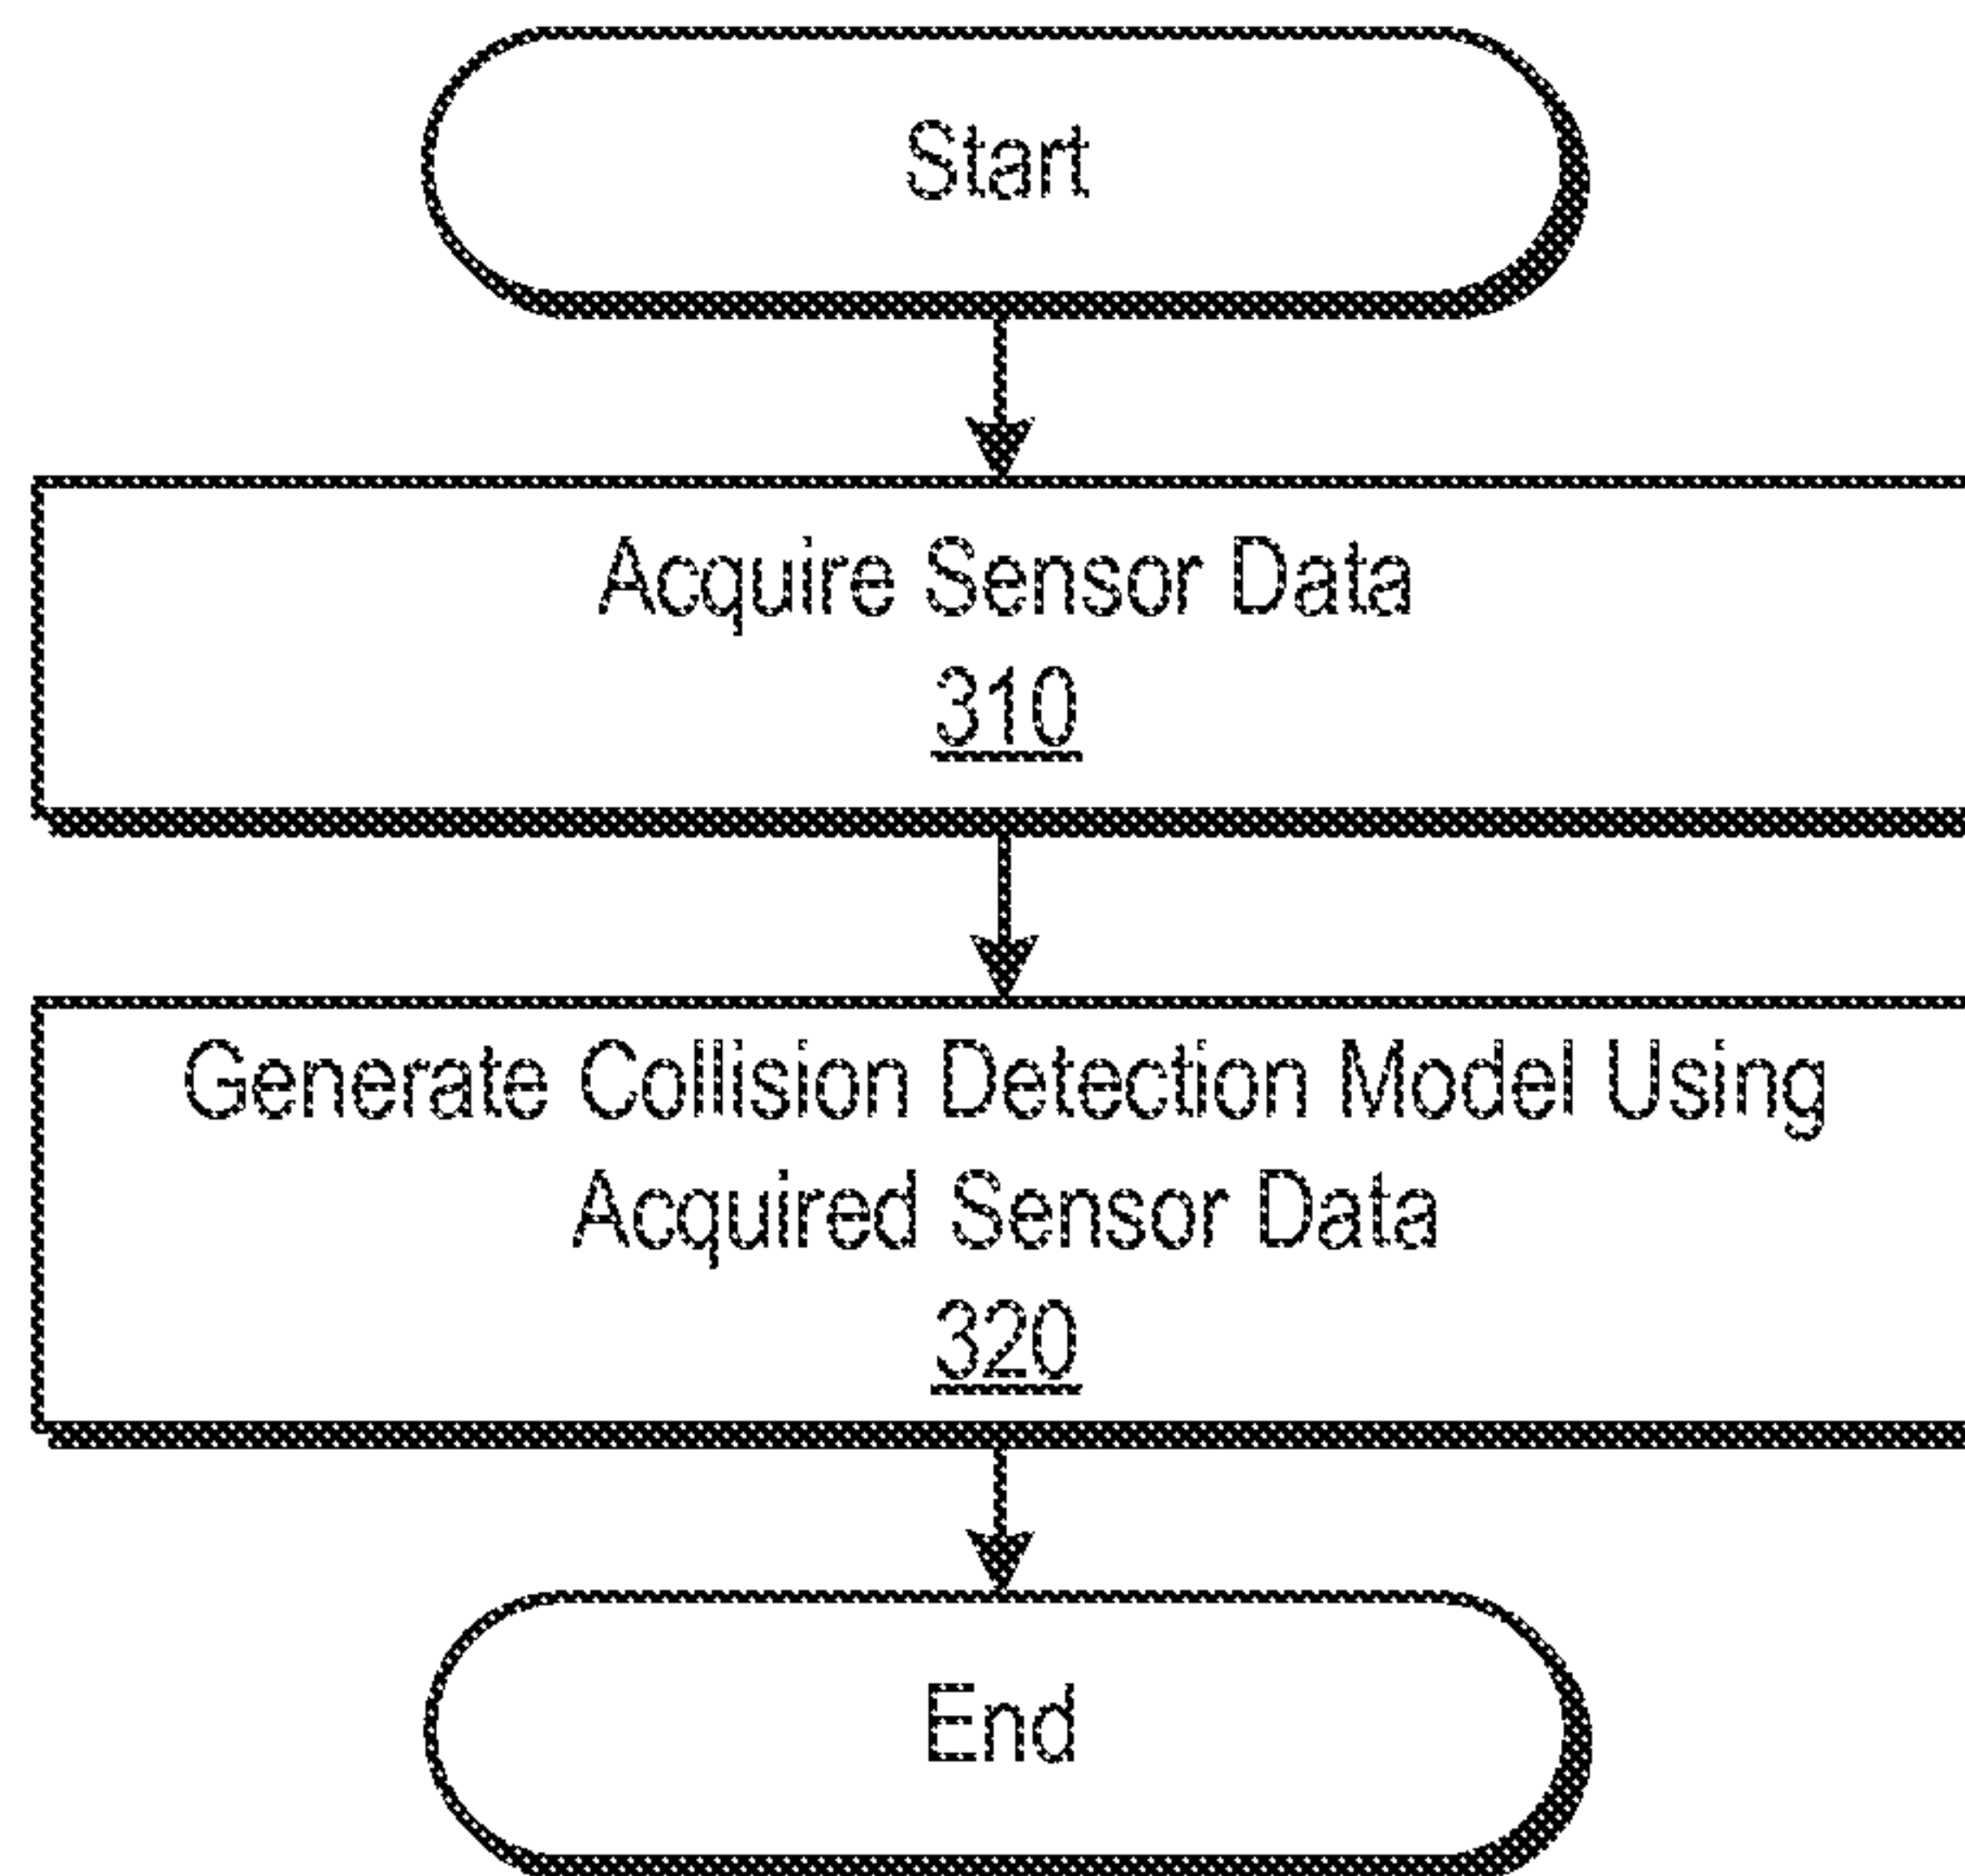 Start
Acquire Sensor Data
310
Generate Collision Detection Model Using
Acquired Sensor Data
320
End